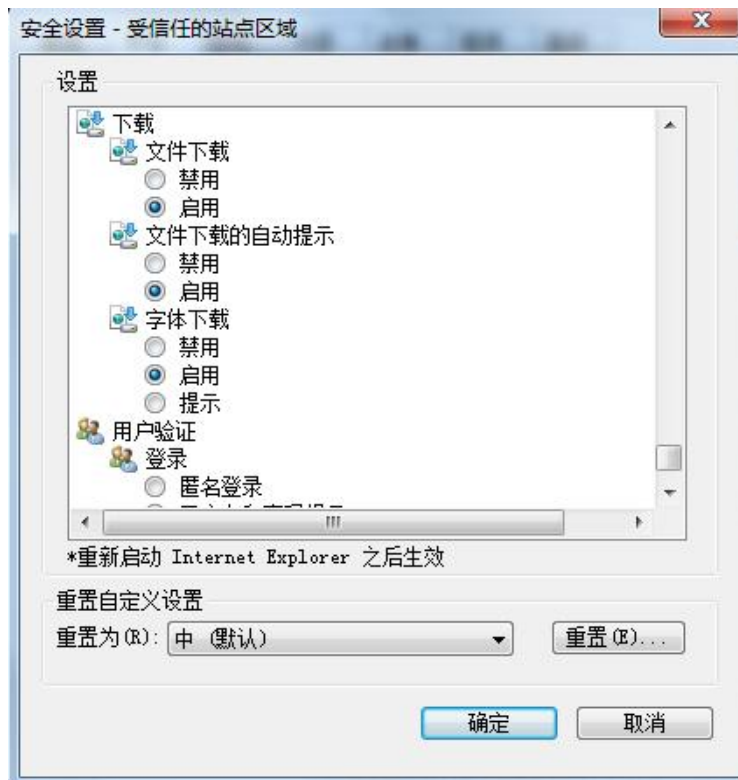 安全设置 - 受信任的站点区域
设置
下载
文件下载
禁用
启用
文件下载的自动提示
禁用
启用
字体下载
禁用
启用
提示
用户验证
登录
匿名登录
*重新启动 Internet Explorer 之后生效
重置自定义设置
重置为(R): 中 (默认) 重置(E)...
确定 取消